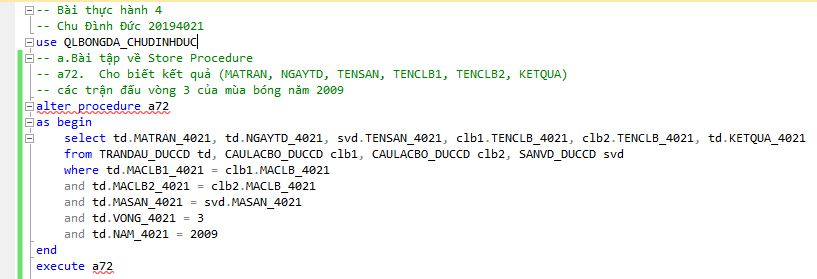 -- Bài thực hành 4
-- Chu Đình Đức 20194021
use QLBONGDA_CHUDINHDUC
-- a.Bài tập về Store Procedure
-- a72.  Cho biết kết quả (MATRAN, NGAYTD, TENSAN, TENCLB1, TENCLB2, KETQUA)
-- các trận đấu vòng 3 của mùa bóng năm 2009
alter procedure a72
as begin
select td.MATRAN_4021, td.NGAYTD_4021, svd.TENSAN_4021, clb1.TENCLB_4021, clb2.TENCLB_4021, td.KETQUA_4021
from TRANDAU_DUCCD td, CAULACBO_DUCCD clb1, CAULACBO_DUCCD clb2, SANVD_DUCCD svd
where td.MACLB1_4021 = clb1.MACLB_4021
and td.MACLB2_4021 = clb2.MACLB_4021
and td.MASAN_4021 = svd.MASAN_4021
and td.VONG_4021 = 3
and td.NAM_4021 = 2009
end
execute a72